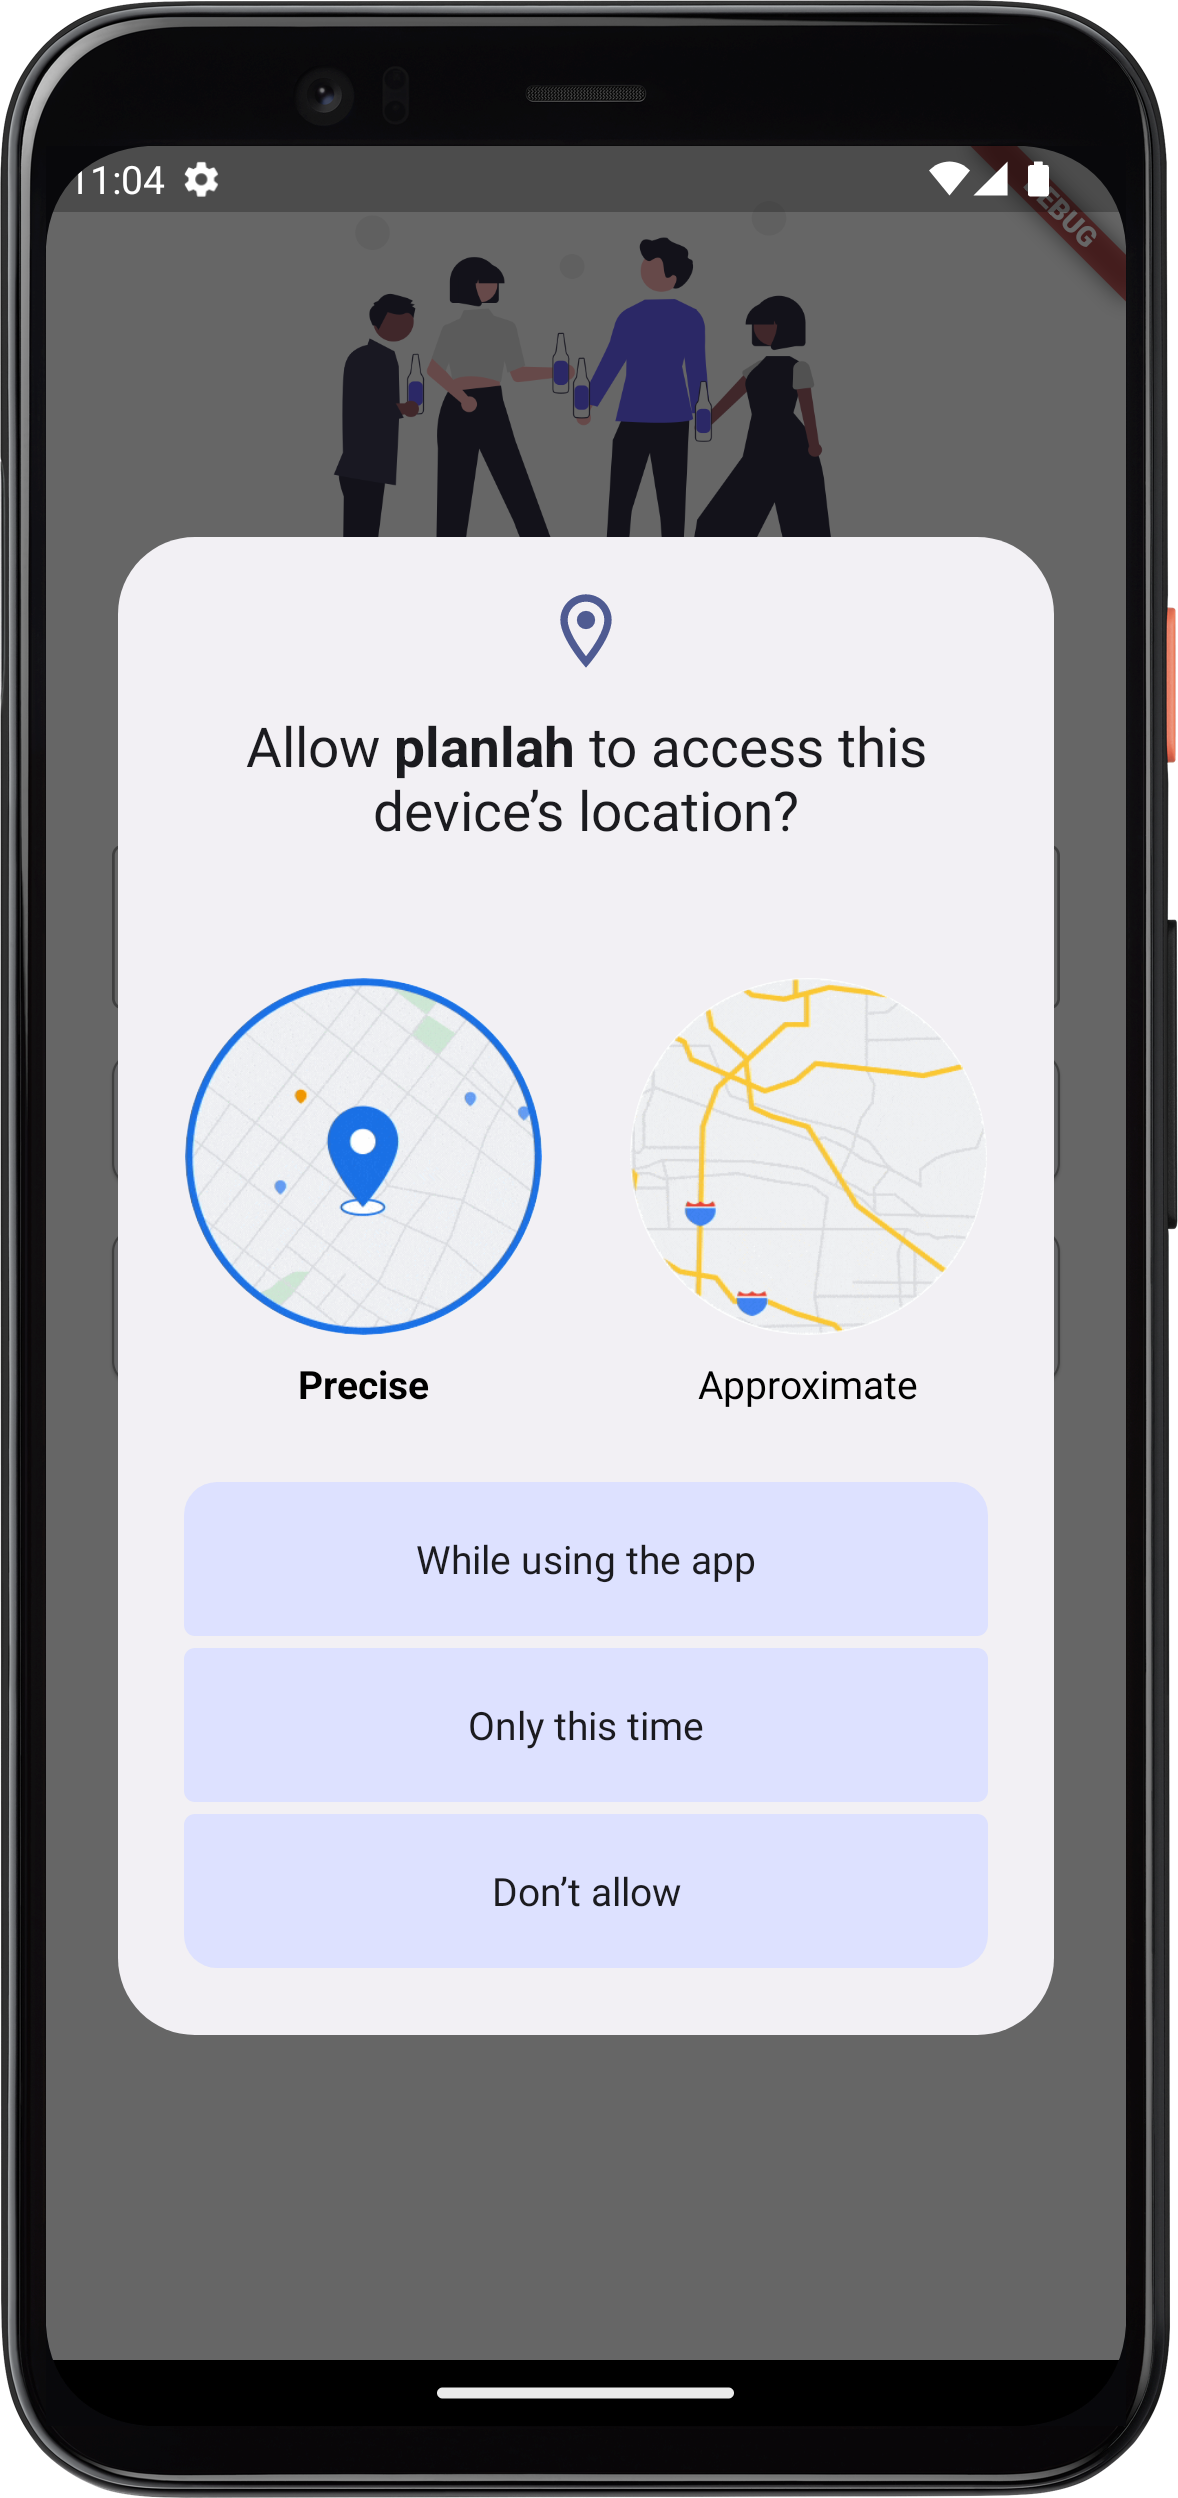 11:04
DEBUG
Allow planlah to access this
device’s location?
Precise
Approximate
While using the app
Only this time
Don’t allow